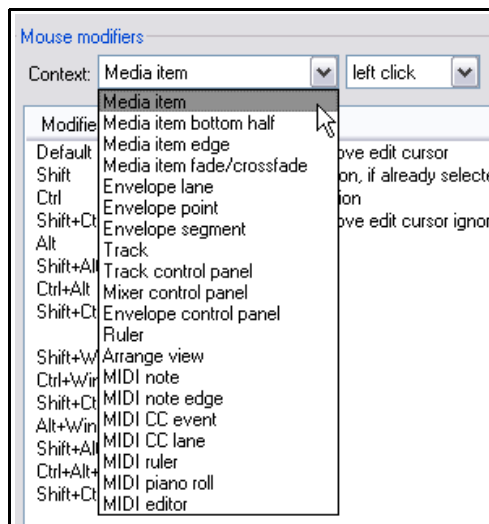 Mouse modifiers
Context: Media item left click
Media item
Media item bottom half
Media item edge
Media item fade/crossfade
Envelope lane
Envelope point
Envelope segment
Track
Track control panel
Mixer control panel
Envelope control panel
Ruler
Arrange view
MIDI note
MIDI note edge
MIDI CC event
MIDI CC lane
MIDI ruler
MIDI piano roll
MIDI editor
Modifie
Default ove edit cursor
Shift on, if already selecte
Ctrl ion
Shift+Ct ove edit cursor ignor
Alt
Shift+Alt
Ctrl+Alt
Shift+Ct
Shift+W
Ctrl+Win
Shift+Ct
Alt+Win
Shift+Alt
Ctrl+Alt+
Shift+Ct